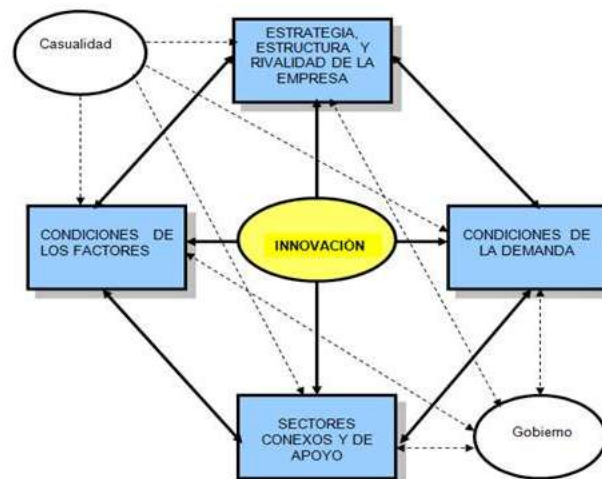 Casualidad
ESTRATEGIA,
ESTRUCTURA Y
RIVALIDAD DE LA
EMPRESA
CONDICIONES DE
LOS FACTORES
INNOVACIÓN
CONDICIONES DE
LA DEMANDA
SECTORES
CONEXOS Y DE
APOYO
Gobierno